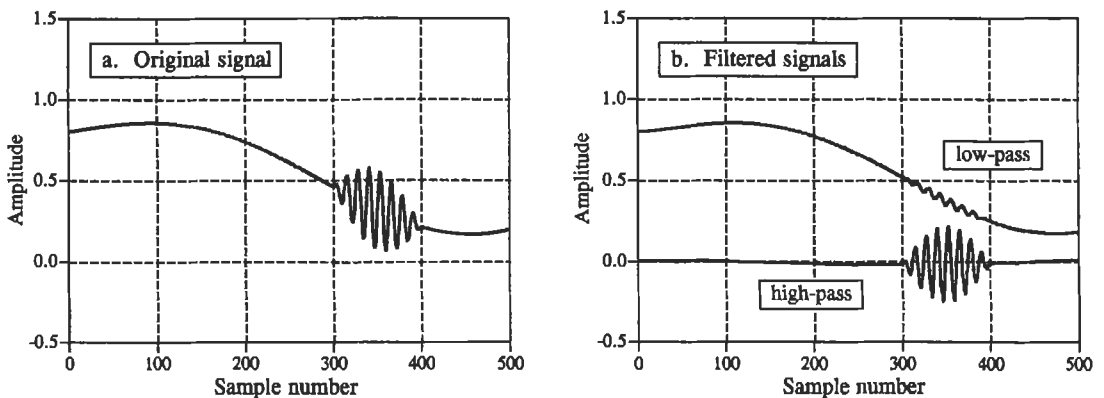 a. Original signal
1.5
1.0
0.5
0.0
-0.5
Amplitude
0 100 200 300 400 500
Sample number
b. Filtered signals
low-pass
high-pass
1.5
1.0
0.5
0.0
-0.5
Amplitude
0 100 200 300 400 500
Sample number